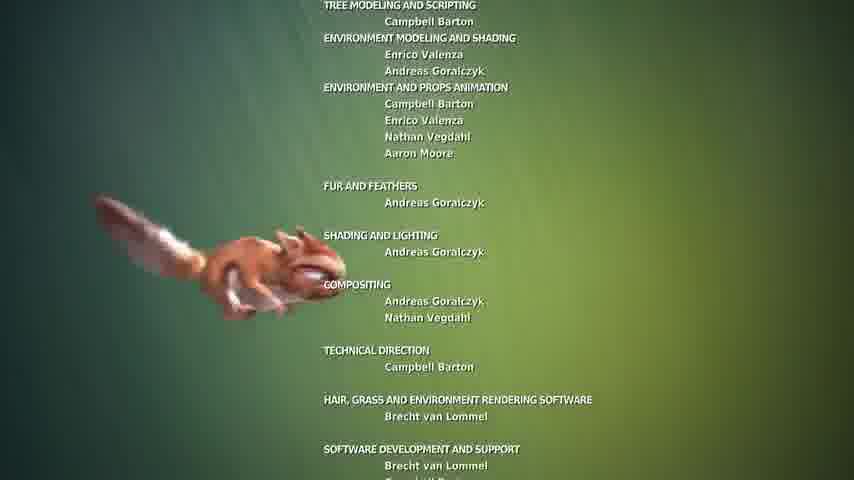 TREE MODELING AND SCRIPTING
Campbell Barton
ENVIRONMENT MODELING AND SHADING
Enrico Valenza
Andreas Goralczyk
ENVIRONMENT AND PROPS ANIMATION
Campbell Barton
Enrico Valenza
Nathan Vegdahl
Aaron Moore
FUR AND FEATHERS
Andreas Goralczyk
SHADING AND LIGHTING
Andreas Goralczyk
COMPOSITING
Andreas Goralczyk
Nathan Vegdahl
TECHNICAL DIRECTION
Campbell Barton
HAIR, GRASS AND ENVIRONMENT RENDERING SOFTWARE
Brecht van Lommel
SOFTWARE DEVELOPMENT AND SUPPORT
Brecht van Lommel